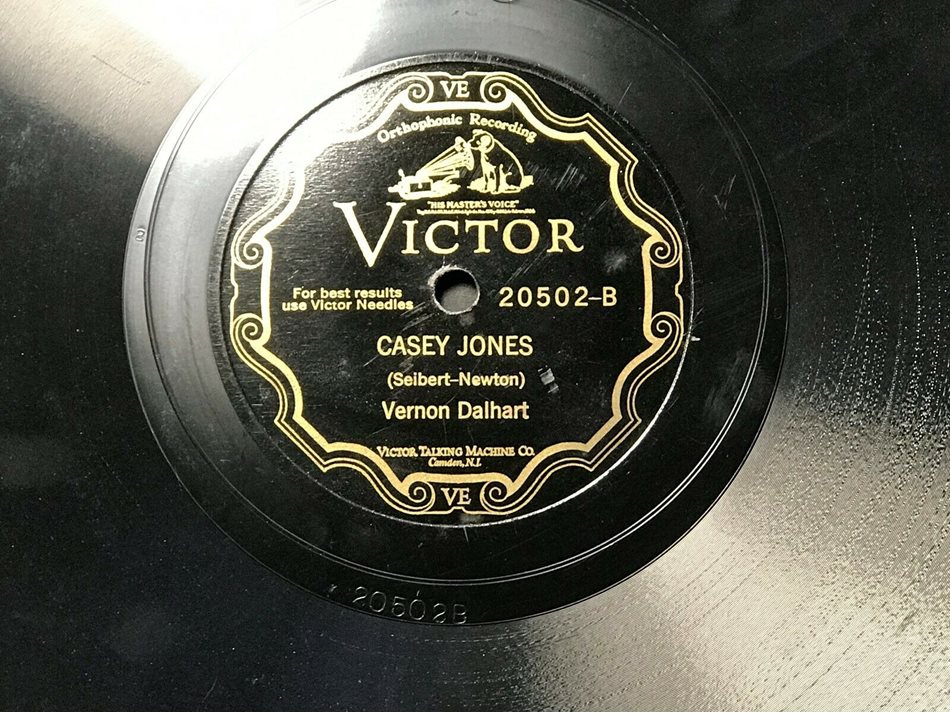 VE
Orthophonic Recording
"HIS MASTER'S VOICE"
VICTOR
For best results
use Victor Needles
20502-B
CASEY JONES
(Seibert-Newton)
Vernon Dalhart
VICTOR TALKING MACHINE CO.
Camden, N.J.
VE
20502B